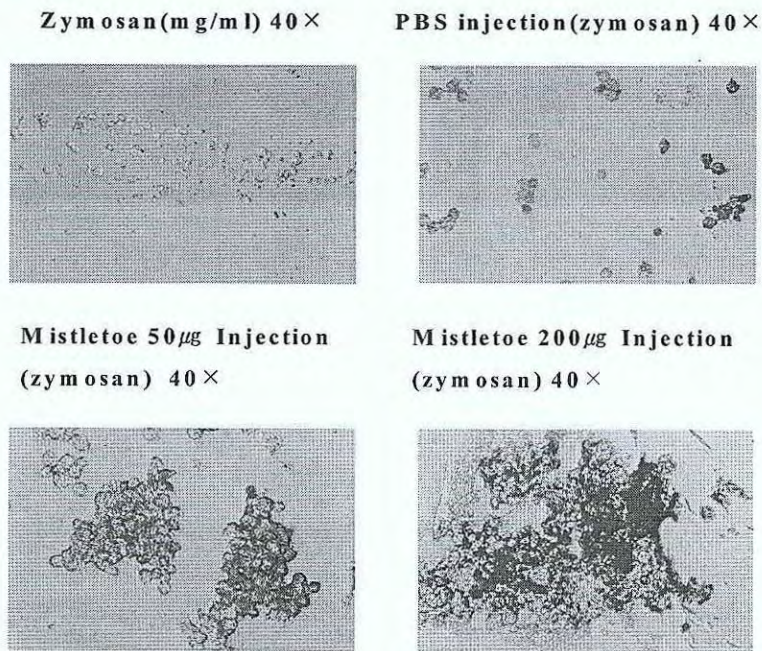 Zymosan(mg/ml) 40×
PBS injection(zymosan) 40×
Mistletoe 50μg Injection
(zymosan) 40×
Mistletoe 200μg Injection
(zymosan) 40×